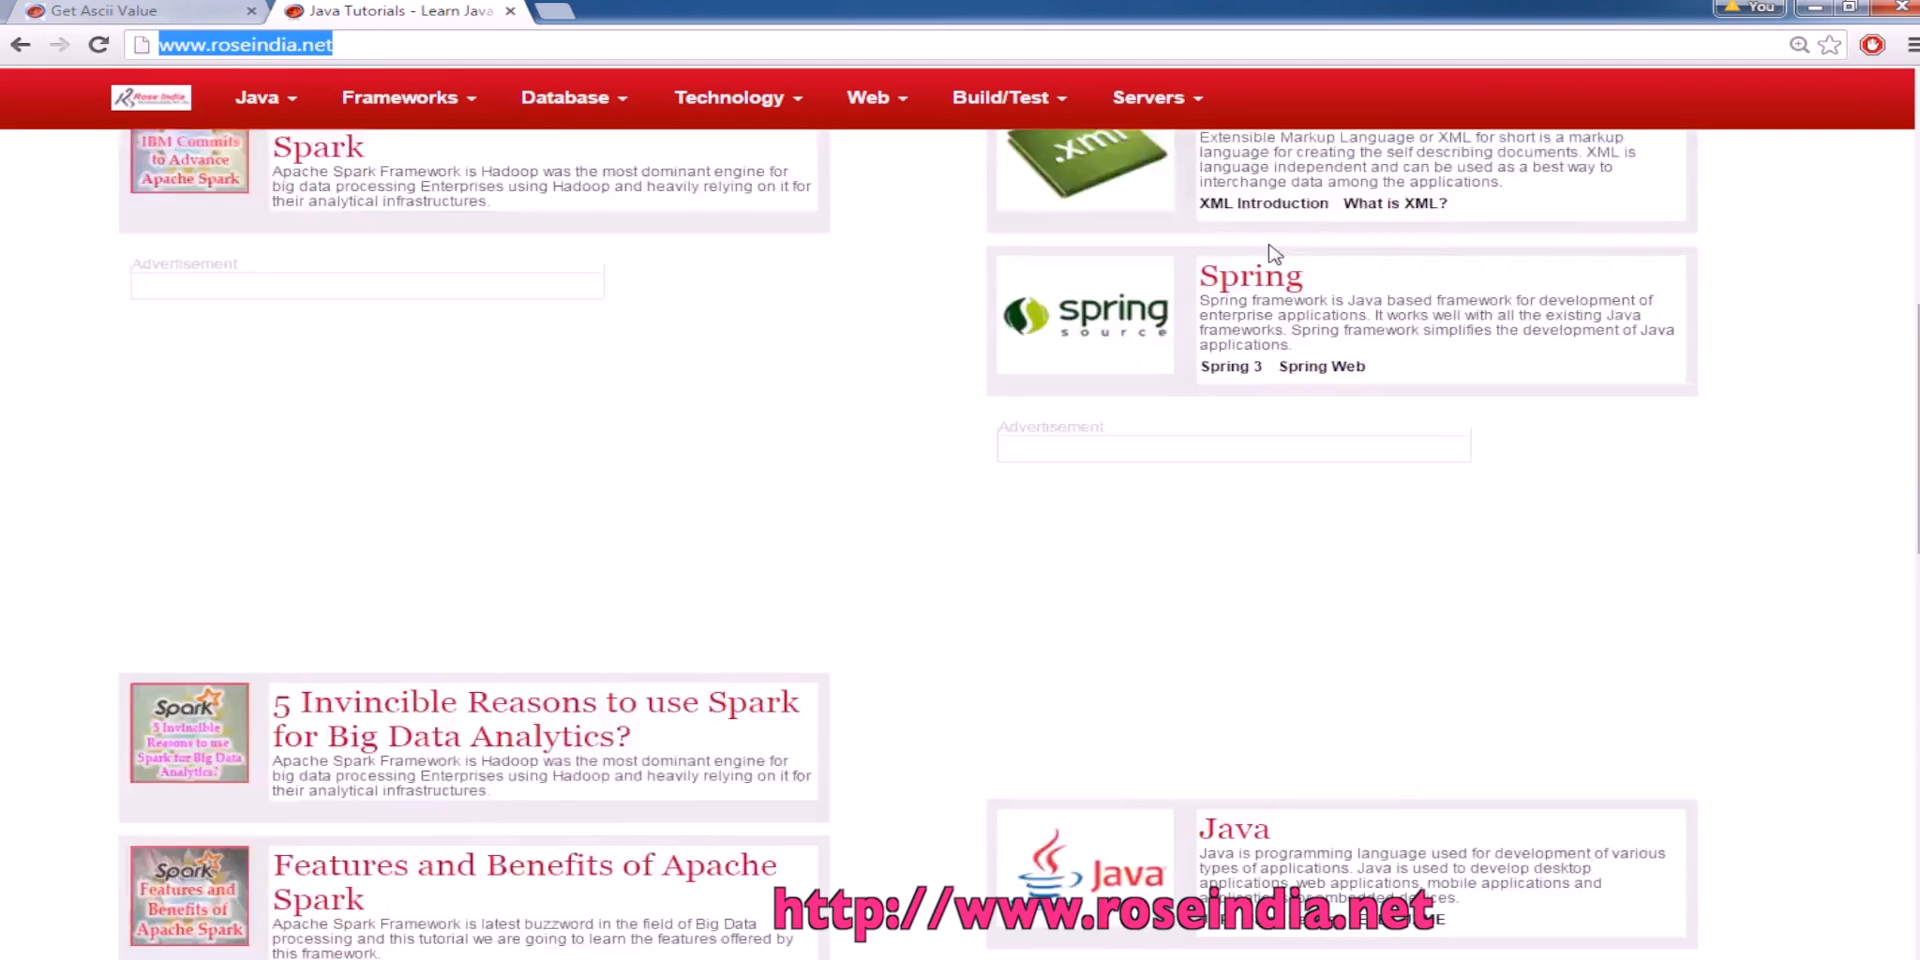 Get Ascii Value
Java Tutorials - Learn Java
You
www.roseindia.net
Rose India
Java
Frameworks
Database
Technology
Web
Build/Test
Servers
IBM Commits
to Advance
Apache Spark
Spark
Apache Spark Framework is Hadoop was the most dominant engine for
big data processing Enterprises using Hadoop and heavily relying on it for
their analytical infrastructures.
Advertisement
Spark
5 Invincible
Reasons to use
Spark for Big Data
Analytics?
5 Invincible Reasons to use Spark
for Big Data Analytics?
Apache Spark Framework is Hadoop was the most dominant engine for
big data processing Enterprises using Hadoop and heavily relying on it for
their analytical infrastructures.
Spark
Features and
Benefits of
Apache Spark
Features and Benefits of Apache
Spark
Apache Spark Framework is latest buzzword in the field of Big Data
processing and this tutorial we are going to learn the features offered by
this framework.
.xml
Extensible Markup Language or XML for short is a markup
language for creating the self describing documents. XML is
language independent and can be used as a best way to
interchange data among the applications.
XML Introduction What is XML?
spring
source
Spring
Spring framework is Java based framework for development of
enterprise applications. It works well with all the existing Java
frameworks. Spring framework simplifies the development of Java
applications.
Spring 3 Spring Web
Advertisement
Java
Java
Java is programming language used for development of various
types of applications. Java is used to develop desktop
applications, web applications, mobile applications and
http://www.roseindia.net